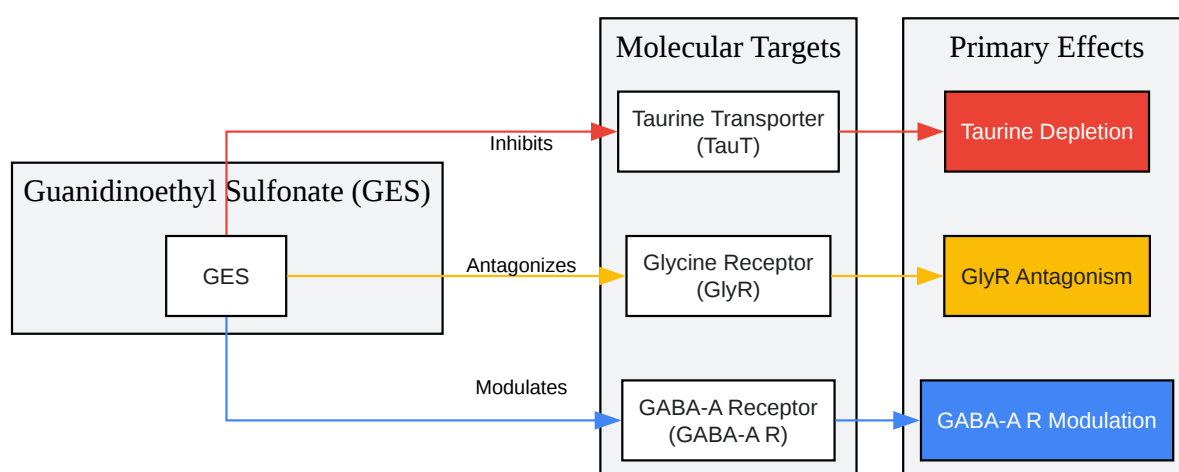 Molecular Targets
Primary Effects
Taurine Transporter
(TauT)
Taurine Depletion
Inhibits
Guanidinoethyl Sulfonate (GES)
GES
Antagonizes
Glycine Receptor
(GlyR)
GlyR Antagonism
Modulates
GABA-A Receptor
(GABA-A R)
GABA-A R Modulation